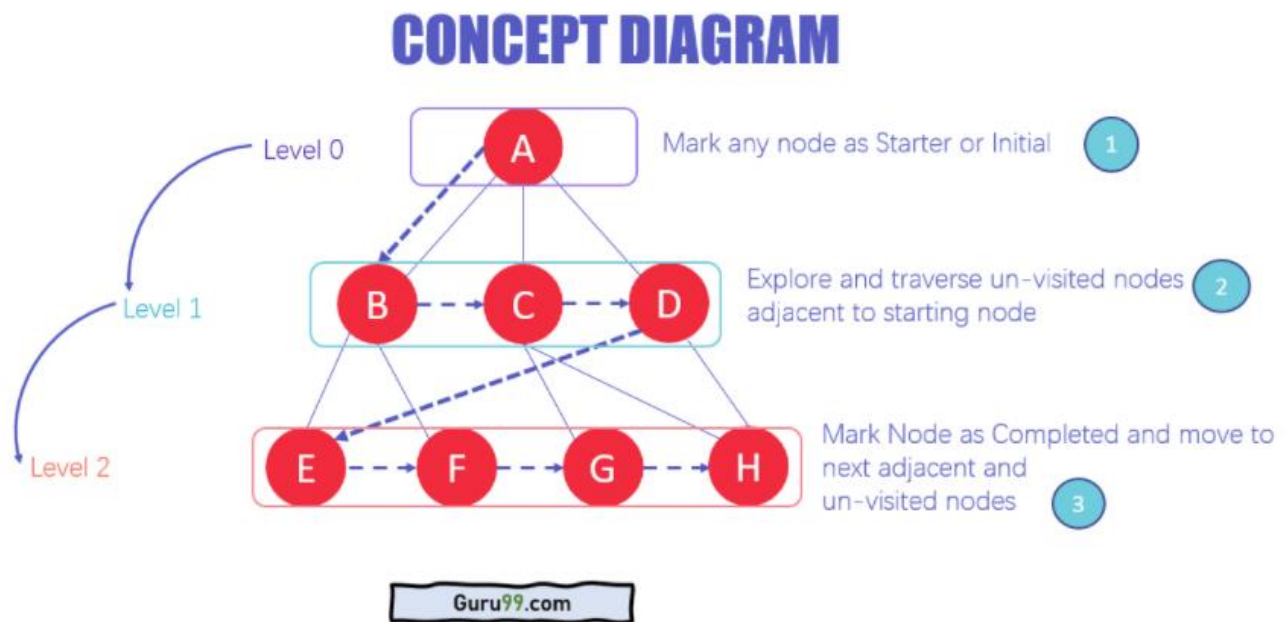 CONCEPT DIAGRAM
Level 0
A
Mark any node as Starter or Initial
1
Level 1
B
C
D
Explore and traverse un-visited nodes
adjacent to starting node
2
Level 2
E
F
G
H
Mark Node as Completed and move to
next adjacent and
un-visited nodes
3
Guru99.com